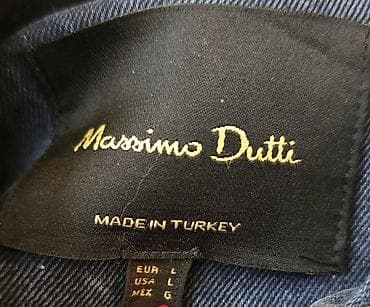 Massimo Dutti
MADE IN TURKEY
EUR L
USA L
MEX G